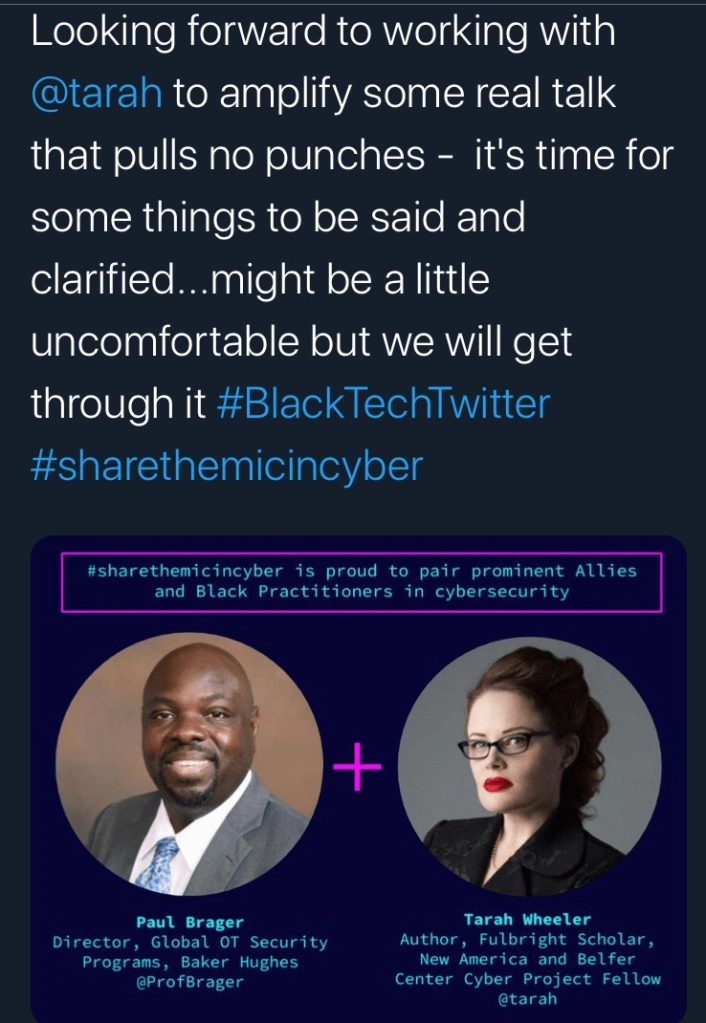 Looking forward to working with
@tarah to amplify some real talk
that pulls no punches - it's time for
some things to be said and
clarified...might be a little
uncomfortable but we will get
through it #BlackTechTwitter
#sharethemicincyber
#sharethemicincyber is proud to pair prominent Allies
and Black Practitioners in cybersecurity
+
Paul Brager
Director, Global OT Security
Programs, Baker Hughes
@ProfBrager
Tarah Wheeler
Author, Fulbright Scholar,
New America and Belfer
Center Cyber Project Fellow
@tarah